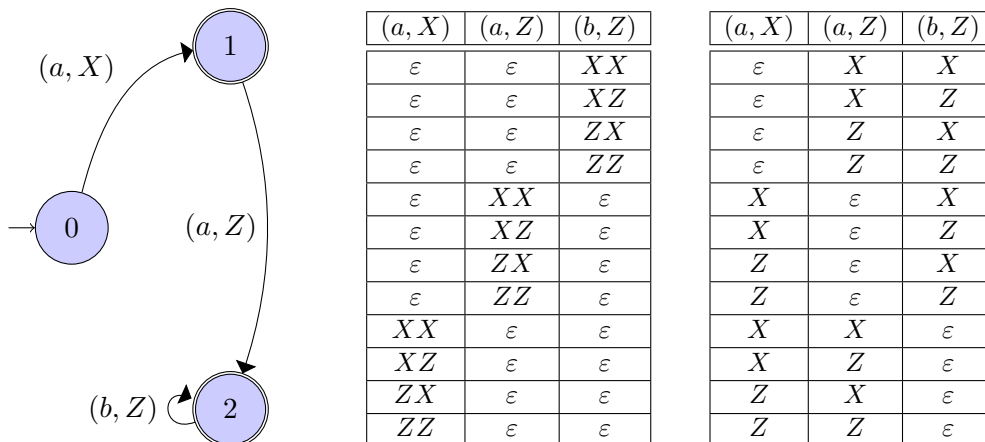 1
(a, X)
0
(a, Z)
(b, Z)
2
(a, X) (a, Z) (b, Z)
ε ε XX
ε ε XZ
ε ε ZX
ε ε ZZ
ε XX ε
ε XZ ε
ε ZX ε
ε ZZ ε
XX ε ε
XZ ε ε
ZX ε ε
ZZ ε ε
(a, X) (a, Z) (b, Z)
ε X X
ε X Z
ε Z X
ε Z Z
X ε X
X ε Z
Z ε X
Z ε Z
X X ε
X Z ε
Z X ε
Z Z ε